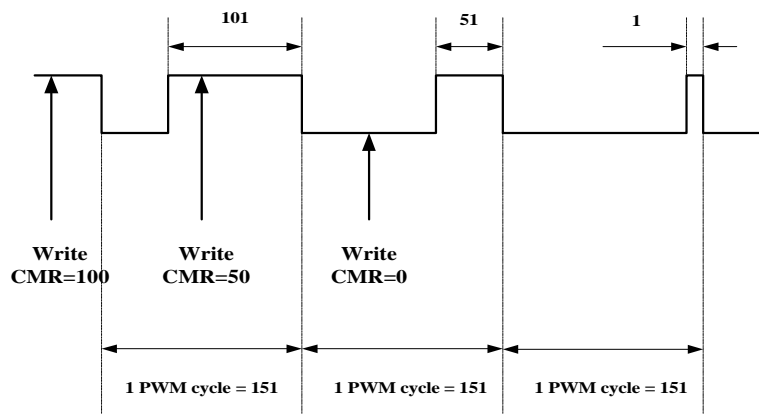 101
51
1
Write
CMR=100
Write
CMR=50
Write
CMR=0
1 PWM cycle = 151
1 PWM cycle = 151
1 PWM cycle = 151